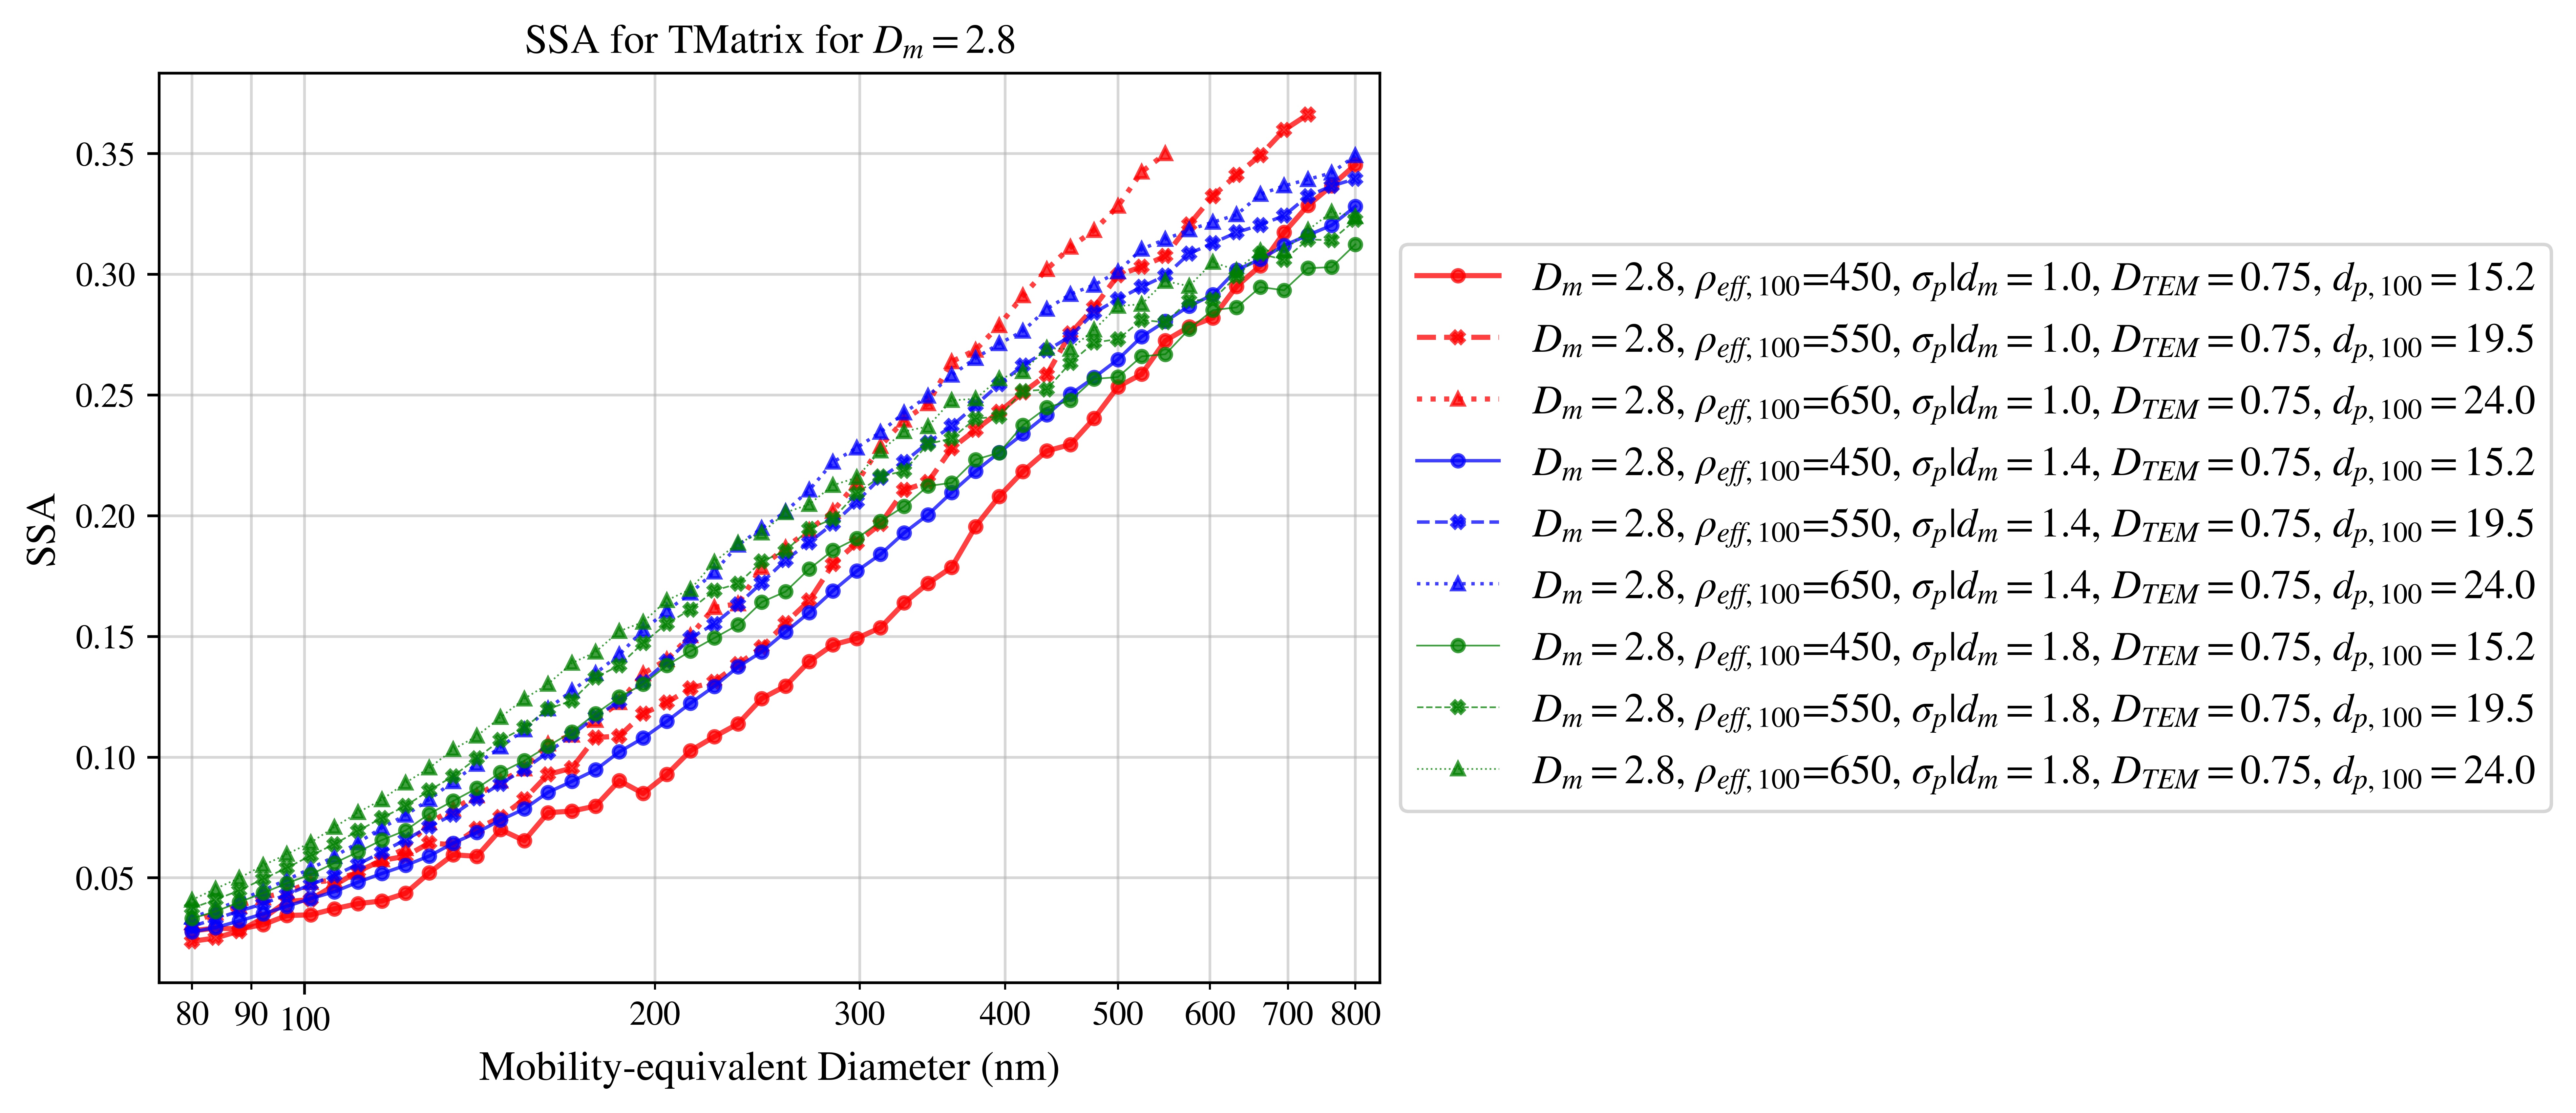 SSA for TMatrix for Dₘ = 2.8
SSA
0.35
0.30
0.25
0.20
0.15
0.10
0.05
80 90 100 200 300 400 500 600 700 800
Mobility-equivalent Diameter (nm)
D_m = 2.8, ρ_eff,100=450, σ_p|d_m = 1.0, D_TEM = 0.75, d_p,100 = 15.2
D_m = 2.8, ρ_eff,100=550, σ_p|d_m = 1.0, D_TEM = 0.75, d_p,100 = 19.5
D_m = 2.8, ρ_eff,100=650, σ_p|d_m = 1.0, D_TEM = 0.75, d_p,100 = 24.0
D_m = 2.8, ρ_eff,100=450, σ_p|d_m = 1.4, D_TEM = 0.75, d_p,100 = 15.2
D_m = 2.8, ρ_eff,100=550, σ_p|d_m = 1.4, D_TEM = 0.75, d_p,100 = 19.5
D_m = 2.8, ρ_eff,100=650, σ_p|d_m = 1.4, D_TEM = 0.75, d_p,100 = 24.0
D_m = 2.8, ρ_eff,100=450, σ_p|d_m = 1.8, D_TEM = 0.75, d_p,100 = 15.2
D_m = 2.8, ρ_eff,100=550, σ_p|d_m = 1.8, D_TEM = 0.75, d_p,100 = 19.5
D_m = 2.8, ρ_eff,100=650, σ_p|d_m = 1.8, D_TEM = 0.75, d_p,100 = 24.0